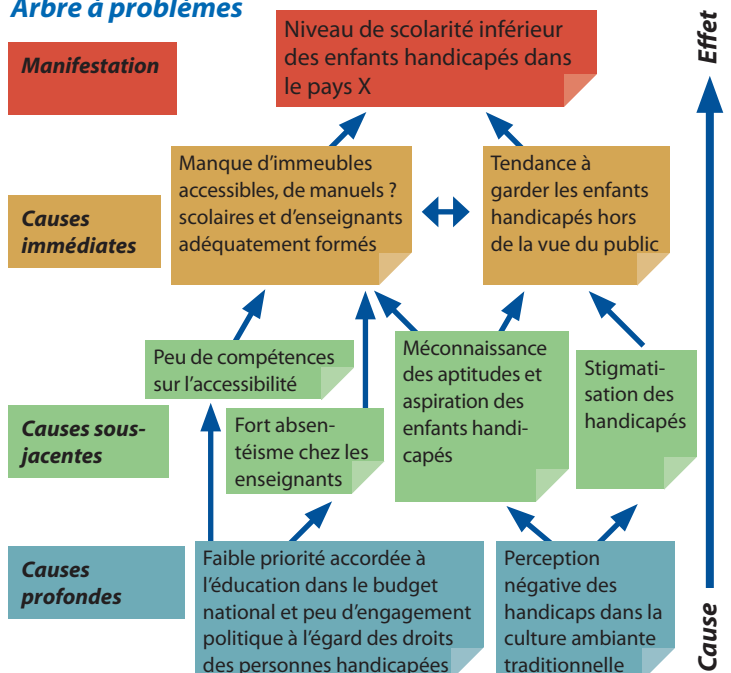 Arbre à problèmes
Manifestation
Niveau de scolarité inférieur
des enfants handicapés dans
le pays X
Effet
Causes
immédiates
Manque d'immeubles
accessibles, de manuels ?
scolaires et d'enseignants
adéquatement formés
Tendance à
garder les enfants
handicapés hors
de la vue du public
Causes sous-
jacentes
Peu de compétences
sur l'accessibilité
Fort absen-
téisme chez les
enseignants
Méconnaissance
des aptitudes et
aspiration des
enfants handi-
capés
Stigmati-
sation des
handicapés
Causes
profondes
Faible priorité accordée à
l'éducation dans le budget
national et peu d'engagement
politique à l'égard des droits
des personnes handicapées
Perception
négative des
handicaps dans la
culture ambiante
traditionnelle
Cause